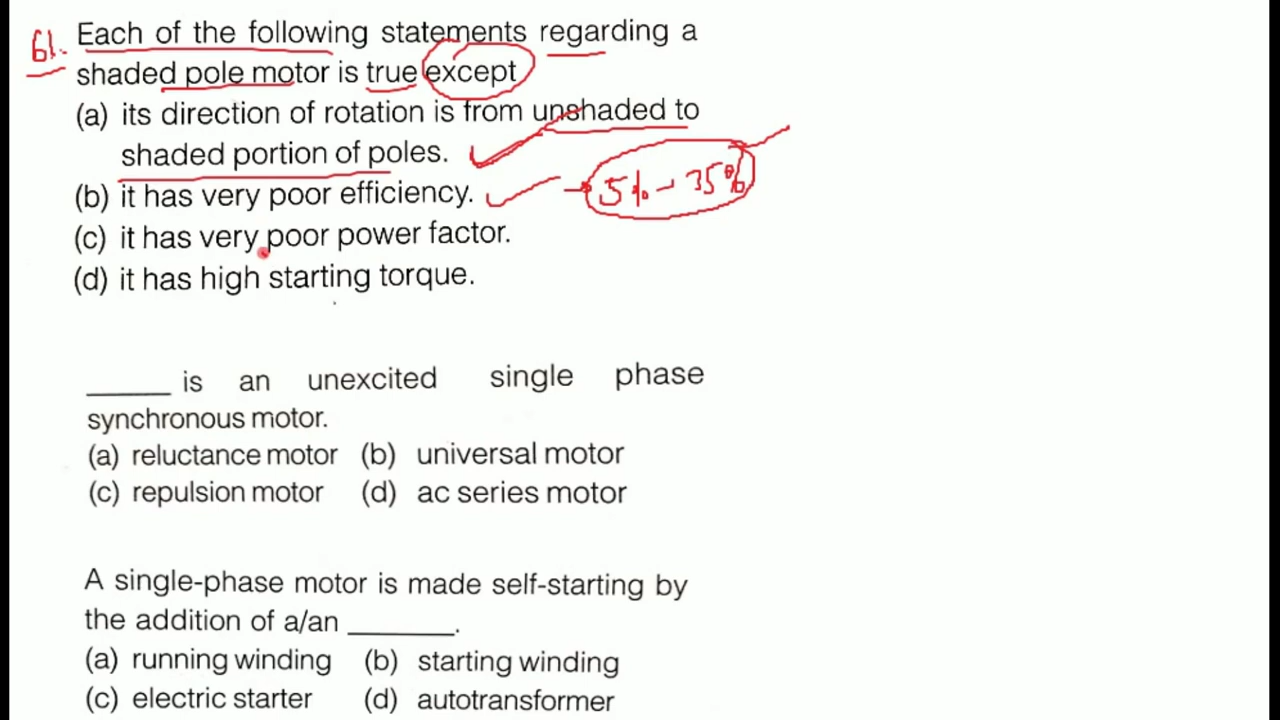 61. Each of the following statements regarding a
shaded pole motor is true except
(a) its direction of rotation is from unshaded to
shaded portion of poles.
(b) it has very poor efficiency. 5% - 35%
(c) it has very poor power factor.
(d) it has high starting torque.
______ is an unexcited single phase
synchronous motor.
(a) reluctance motor (b) universal motor
(c) repulsion motor (d) ac series motor
A single-phase motor is made self-starting by
the addition of a/an _______.
(a) running winding (b) starting winding
(c) electric starter (d) autotransformer